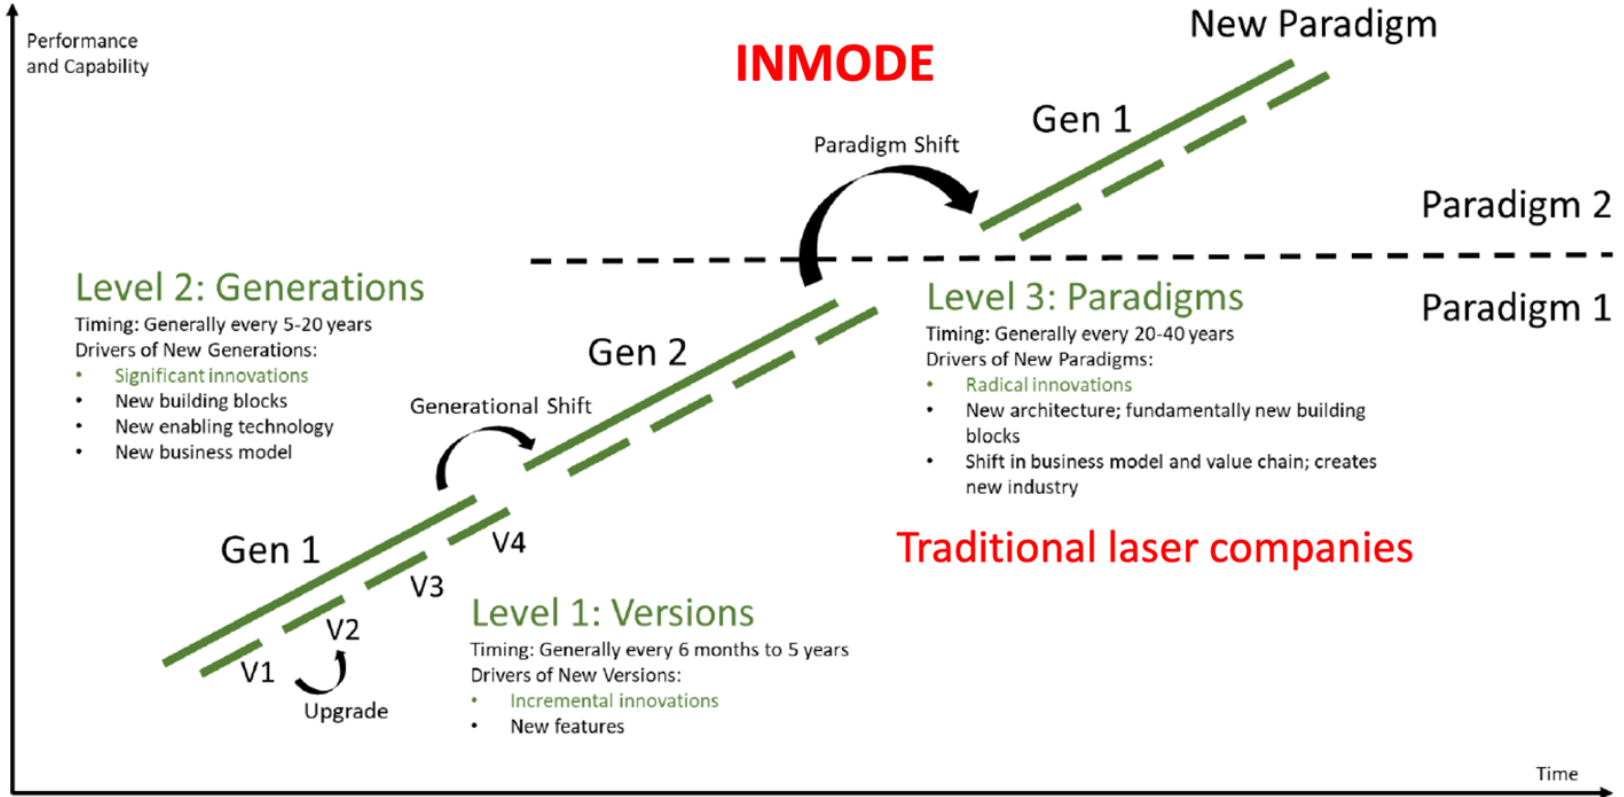 Performance
and Capability
INMODE
New Paradigm
Gen 1
Paradigm Shift
Paradigm 2
Paradigm 1
Level 2: Generations
Timing: Generally every 5-20 years
Drivers of New Generations:
• Significant innovations
• New building blocks
• New enabling technology
• New business model
Gen 2
Generational Shift
Level 3: Paradigms
Timing: Generally every 20-40 years
Drivers of New Paradigms:
• Radical innovations
• New architecture; fundamentally new building
blocks
• Shift in business model and value chain; creates
new industry
Traditional laser companies
Gen 1
V4
V3
V2
V1
Upgrade
Level 1: Versions
Timing: Generally every 6 months to 5 years
Drivers of New Versions:
• Incremental innovations
• New features
Time